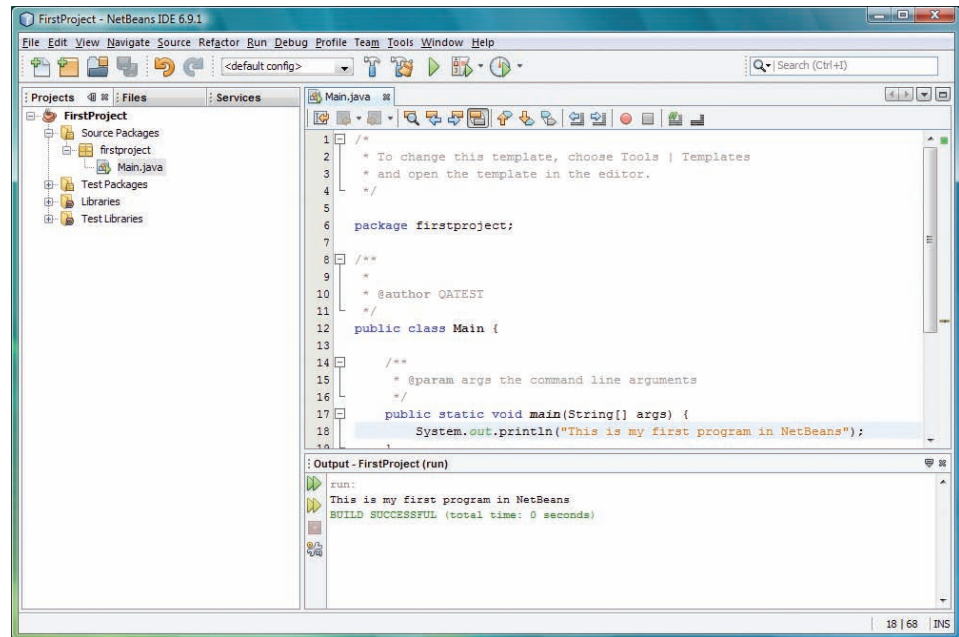 FirstProject - NetBeans IDE 6.9.1
File Edit View Navigate Source Refactor Run Debug Profile Team Tools Window Help
<default config>
Search (Ctrl+I)
Projects
Files
Services
FirstProject
Source Packages
firstproject
Main.java
Test Packages
Libraries
Test Libraries
Main.java
1 /*
2 * To change this template, choose Tools | Templates
3 * and open the template in the editor.
4 */
5
6 package firstproject;
7
8 /**
9 *
10 * @author QATEST
11 */
12 public class Main {
13
14 /**
15 * @param args the command line arguments
16 */
17 public static void main(String[] args) {
18 System.out.println("This is my first program in NetBeans");
19 }
Output - FirstProject (run)
run:
This is my first program in NetBeans
BUILD SUCCESSFUL (total time: 0 seconds)
18 | 68 INS